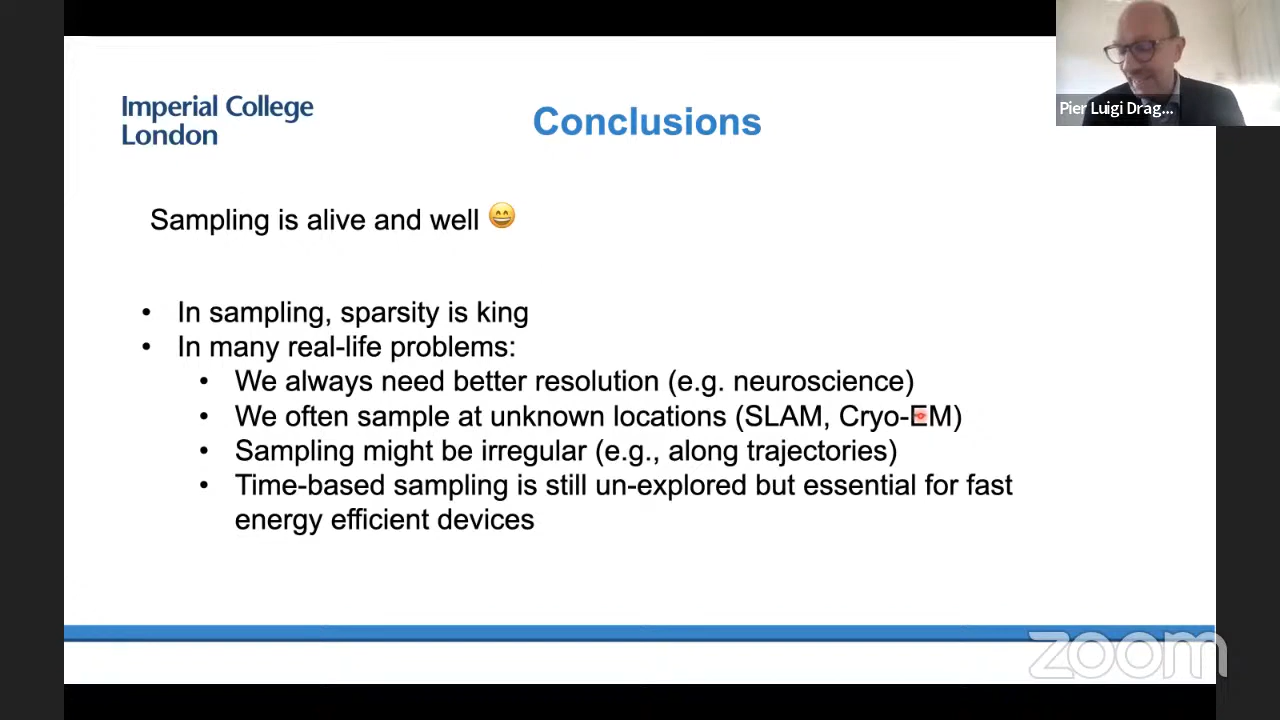 Imperial College
London
Conclusions
Pier Luigi Drag...
Sampling is alive and well 😄
• In sampling, sparsity is king
• In many real-life problems:
• We always need better resolution (e.g. neuroscience)
• We often sample at unknown locations (SLAM, Cryo-EM)
• Sampling might be irregular (e.g., along trajectories)
• Time-based sampling is still un-explored but essential for fast
energy efficient devices
zoom